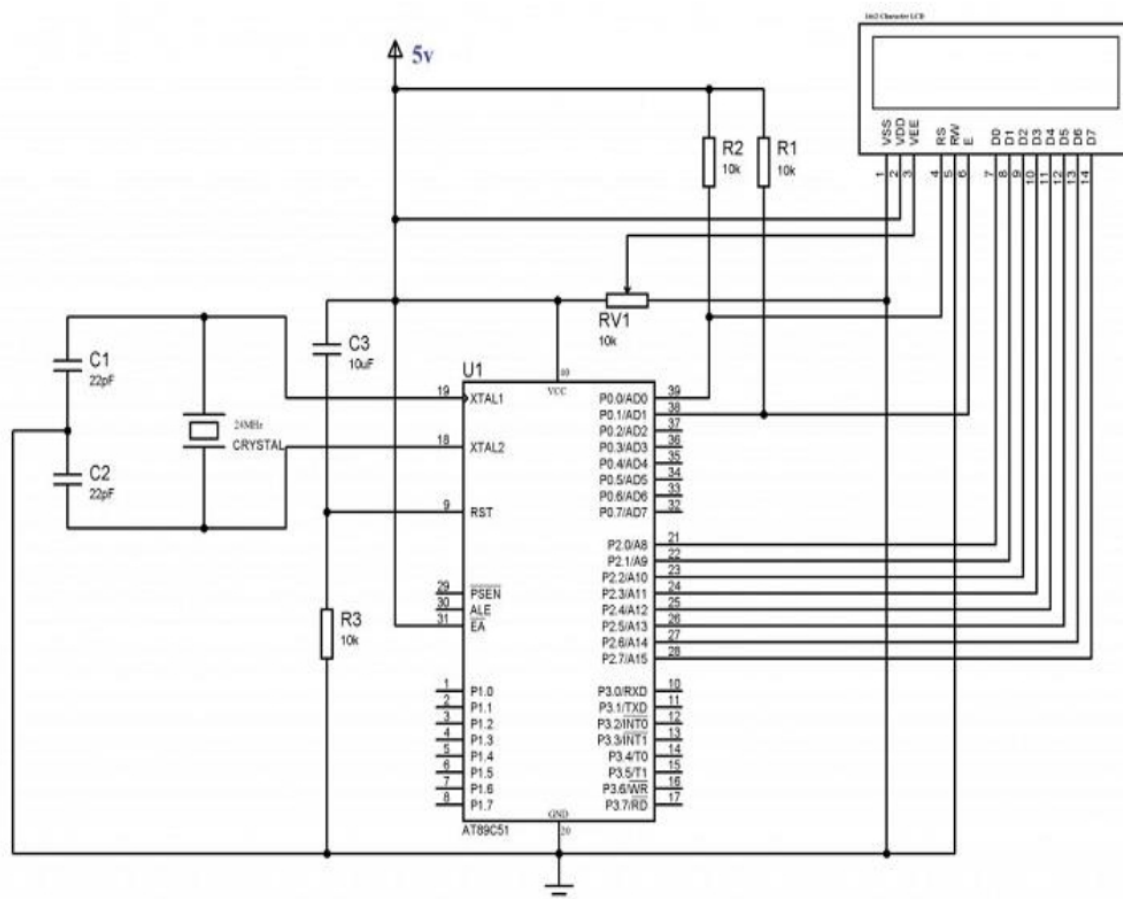 16x2 Character LCD
5v
VSS
VDD
VEE
RS
RW
E
D0
D1
D2
D3
D4
D5
D6
D7
1
2
3
4
5
6
7
8
9
10
11
12
13
14
R2
10k
R1
10k
RV1
10k
C3
10uF
C1
22pF
C2
22pF
24MHz
CRYSTAL
R3
10k
U1
40
VCC
19 XTAL1
18 XTAL2
9 RST
29 PSEN
30 ALE
31 EA
1 P1.0
2 P1.1
3 P1.2
4 P1.3
5 P1.4
6 P1.5
7 P1.6
8 P1.7
P0.0/AD0 39
P0.1/AD1 38
P0.2/AD2 37
P0.3/AD3 36
P0.4/AD4 35
P0.5/AD5 34
P0.6/AD6 33
P0.7/AD7 32
P2.0/A8 21
P2.1/A9 22
P2.2/A10 23
P2.3/A11 24
P2.4/A12 25
P2.5/A13 26
P2.6/A14 27
P2.7/A15 28
P3.0/RXD 10
P3.1/TXD 11
P3.2/INT0 12
P3.3/INT1 13
P3.4/T0 14
P3.5/T1 15
P3.6/WR 16
P3.7/RD 17
GND
20
AT89C51